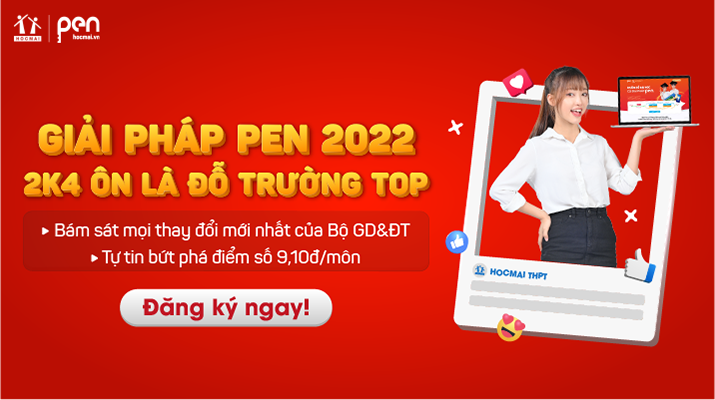 HOCMAI
pen
hocmai.vn
GIẢI PHÁP PEN 2022
2K4 ÔN LÀ ĐỖ TRƯỜNG TOP
Bám sát mọi thay đổi mới nhất của Bộ GD&ĐT
Tự tin bứt phá điểm số 9,10đ/môn
Đăng ký ngay!
HOCMAI THPT